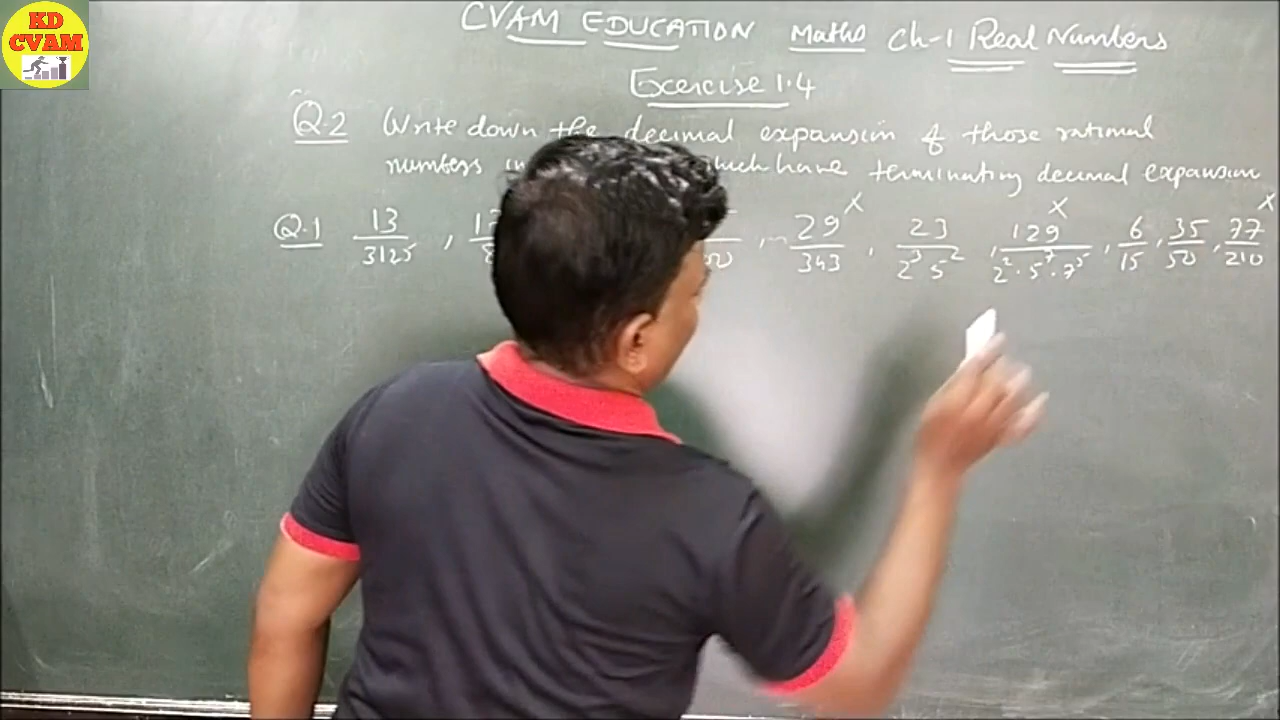 KD
CVAM
CVAM EDUCATION Maths Ch-1 Real Numbers
Exercise 1.4
Q.2 Write down the decimal expansion of those rational
numbers which have terminating decimal expansion
Q.1 13/3125, 29/343 x, 23/2³5², 129/2²·5⁷·7⁵ x, 6/15, 35/50, 77/210 x